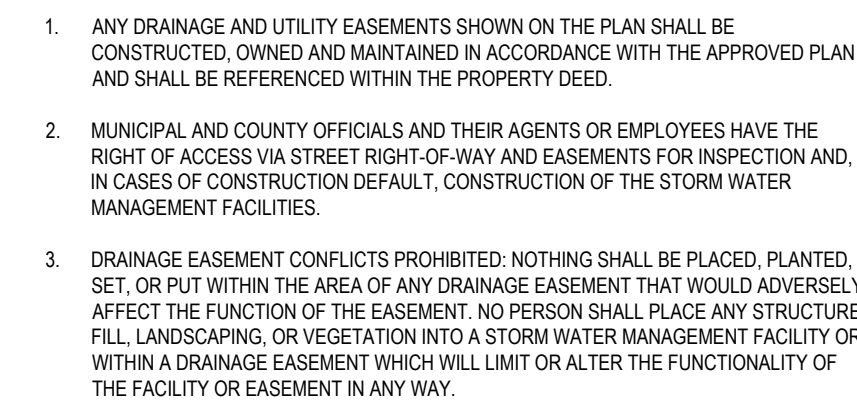 1. ANY DRAINAGE AND UTILITY EASEMENTS SHOWN ON THE PLAN SHALL BE
CONSTRUCTED, OWNED AND MAINTAINED IN ACCORDANCE WITH THE APPROVED PLAN
AND SHALL BE REFERENCED WITHIN THE PROPERTY DEED.
2. MUNICIPAL AND COUNTY OFFICIALS AND THEIR AGENTS OR EMPLOYEES HAVE THE
RIGHT OF ACCESS VIA STREET RIGHT-OF-WAY AND EASEMENTS FOR INSPECTION AND,
IN CASES OF CONSTRUCTION DEFAULT, CONSTRUCTION OF THE STORM WATER
MANAGEMENT FACILITIES.
3. DRAINAGE EASEMENT CONFLICTS PROHIBITED: NOTHING SHALL BE PLACED, PLANTED,
SET, OR PUT WITHIN THE AREA OF ANY DRAINAGE EASEMENT THAT WOULD ADVERSELY
AFFECT THE FUNCTION OF THE EASEMENT. NO PERSON SHALL PLACE ANY STRUCTURE
FILL, LANDSCAPING, OR VEGETATION INTO A STORM WATER MANAGEMENT FACILITY OR
WITHIN A DRAINAGE EASEMENT WHICH WILL LIMIT OR ALTER THE FUNCTIONALITY OF
THE FACILITY OR EASEMENT IN ANY WAY.